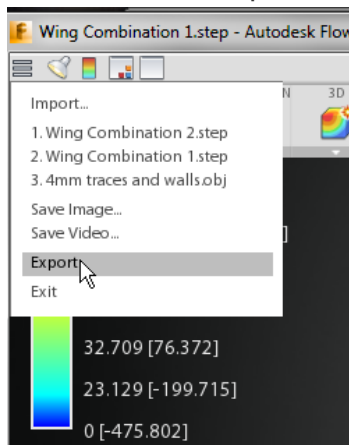 Wing Combination 1.step - Autodesk Flow
N
3D
Import...
1. Wing Combination 2.step
2. Wing Combination 1.step
3. 4mm traces and walls.obj
Save Image...
Save Video...
]
Export
Exit
32.709 [76.372]
23.129 [-199.715]
0 [-475.802]